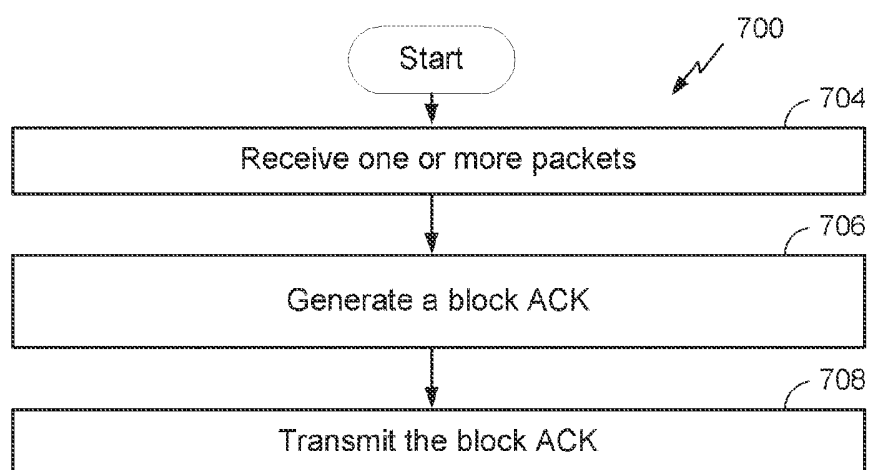 Start
700
704
Receive one or more packets
706
Generate a block ACK
708
Transmit the block ACK